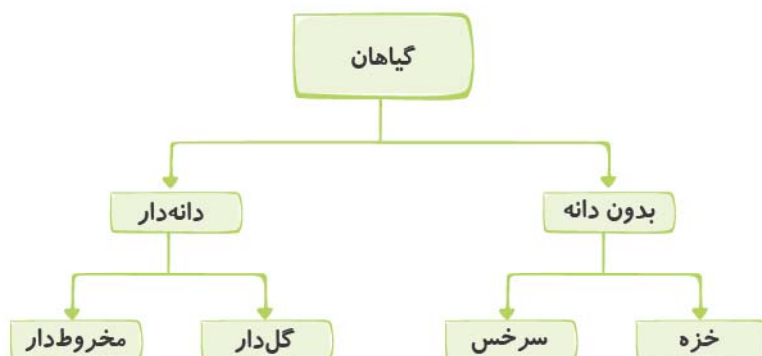 گیاهان
بدون دانه
دانه‌دار
خزه
سرخس
گل‌دار
مخروط‌دار